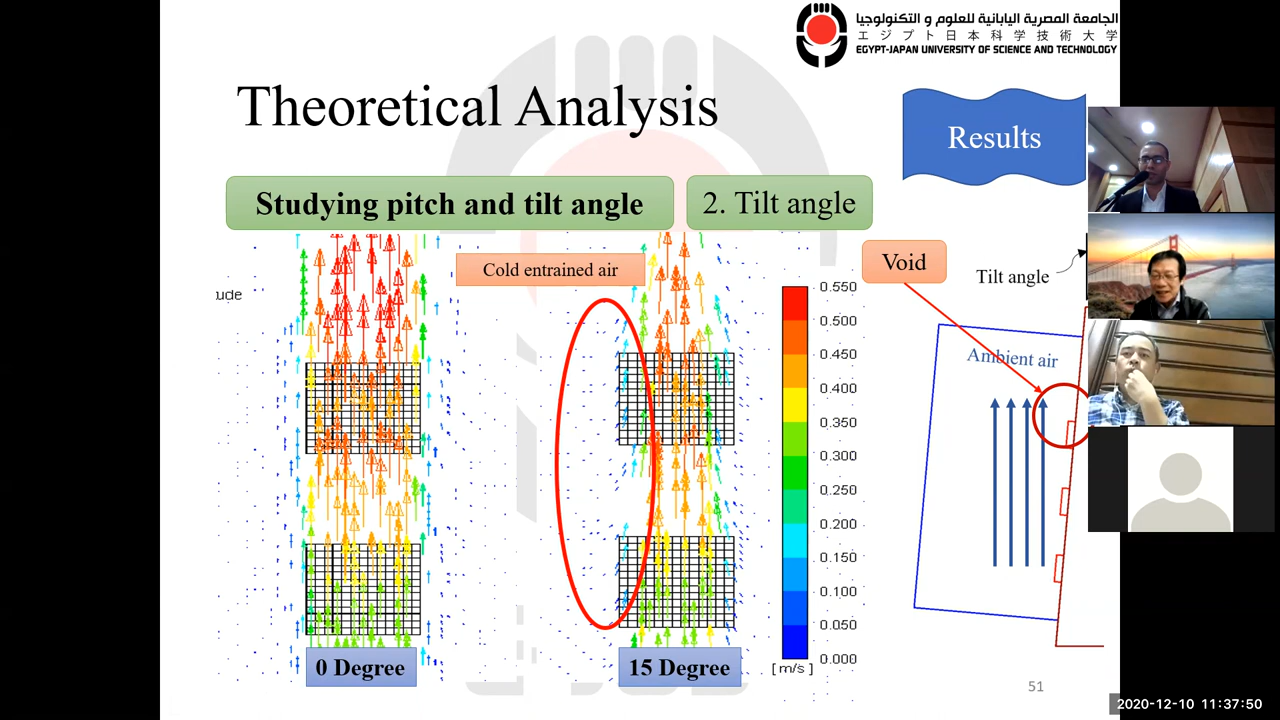 الجامعة المصرية اليابانية للعلوم و التكنولوجيا
エジプト日本科学技術大学
EGYPT-JAPAN UNIVERSITY OF SCIENCE AND TECHNOLOGY
Theoretical Analysis
Results
Studying pitch and tilt angle
2. Tilt angle
Cold entrained air
Void
Tilt angle
ude
0.550
0.500
0.450
0.400
0.350
0.300
0.250
0.200
0.150
0.100
0.050
0.000
[ m/s ]
Ambient air
0 Degree
15 Degree
51
2020-12-10 11:37:50